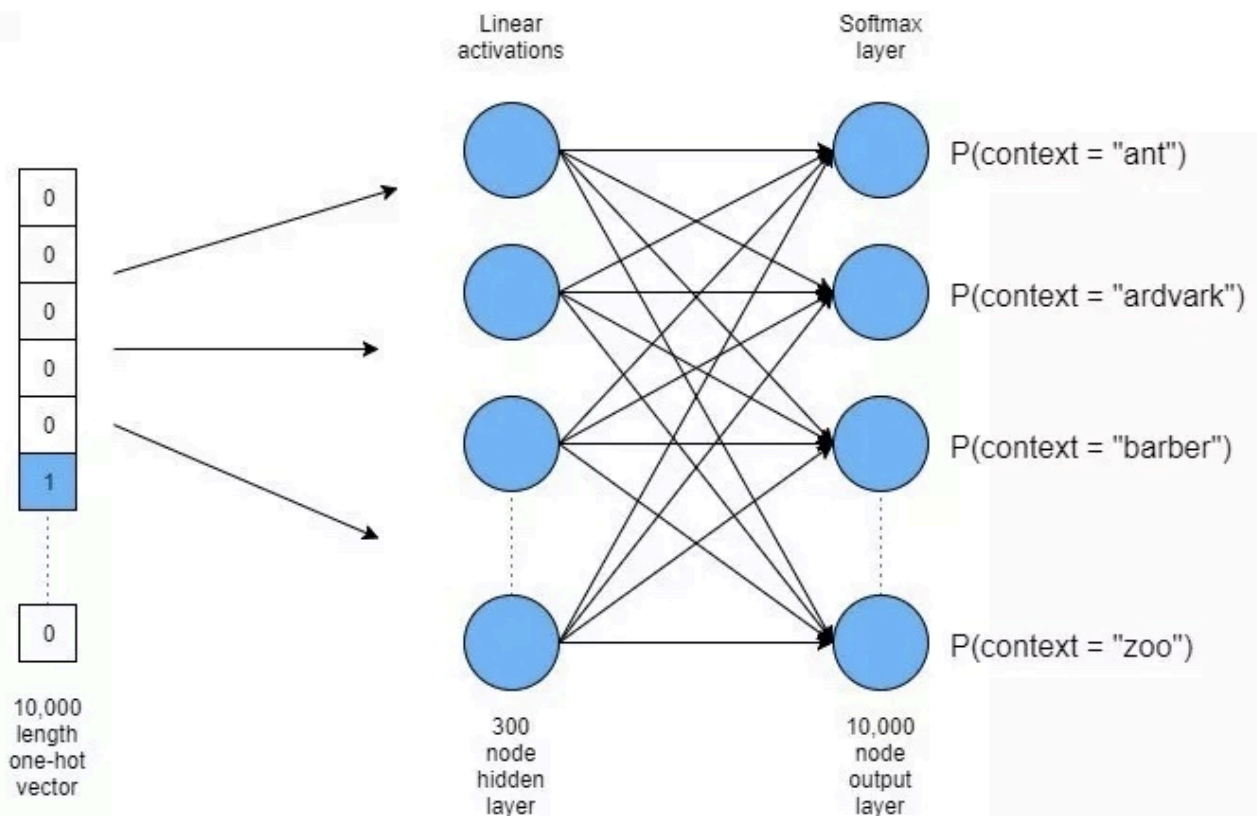 Linear
activations
Softmax
layer
0
0
0
0
0
1
0
10,000
length
one-hot
vector
300
node
hidden
layer
10,000
node
output
layer
P(context = "ant")
P(context = "ardvark")
P(context = "barber")
P(context = "zoo")